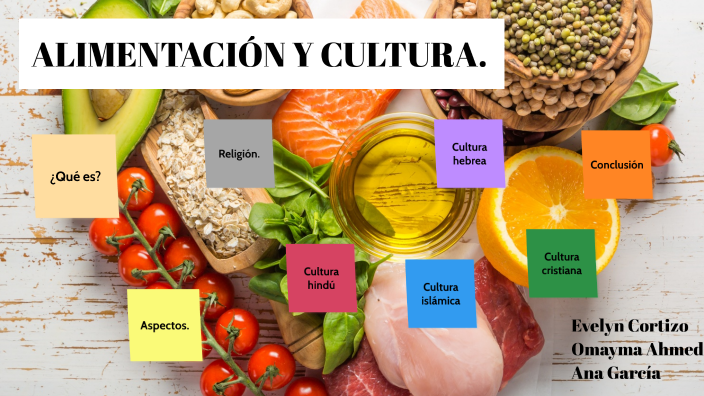 ALIMENTACIÓN Y CULTURA.
¿Qué es?
Religión.
Cultura
hebrea
Conclusión
Aspectos.
Cultura
hindú
Cultura
islámica
Cultura
cristiana
Evelyn Cortizo
Omayma Ahmed
Ana García